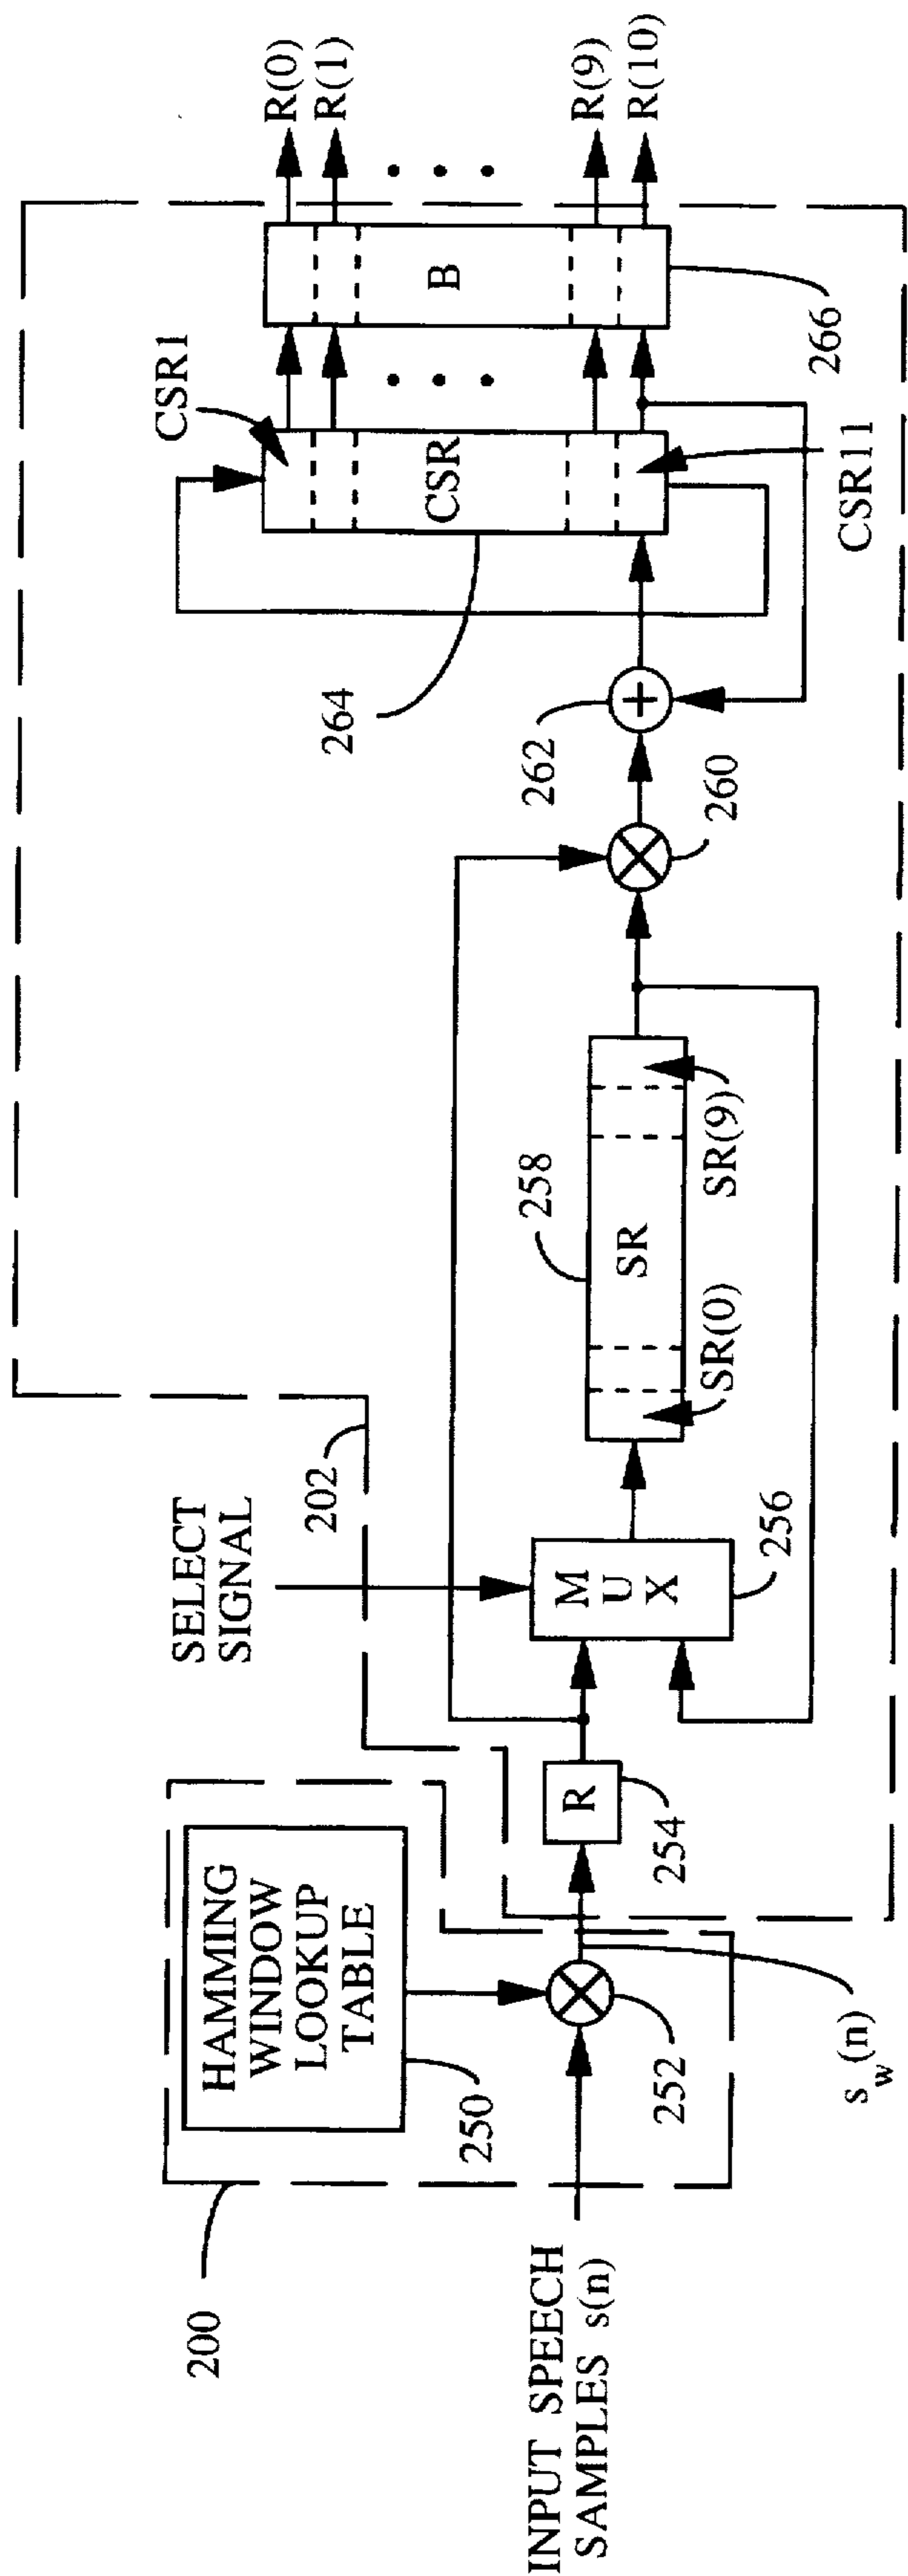 INPUT SPEECH
SAMPLES s(n)
200
HAMMING
WINDOW
LOOKUP
TABLE
250
252
s_w(n)
R
254
SELECT
SIGNAL
202
M
U
X
256
SR
258
SR(0)
SR(9)
260
262
264
CSR
CSR1
CSR11
B
266
R(0)
R(1)
R(9)
R(10)